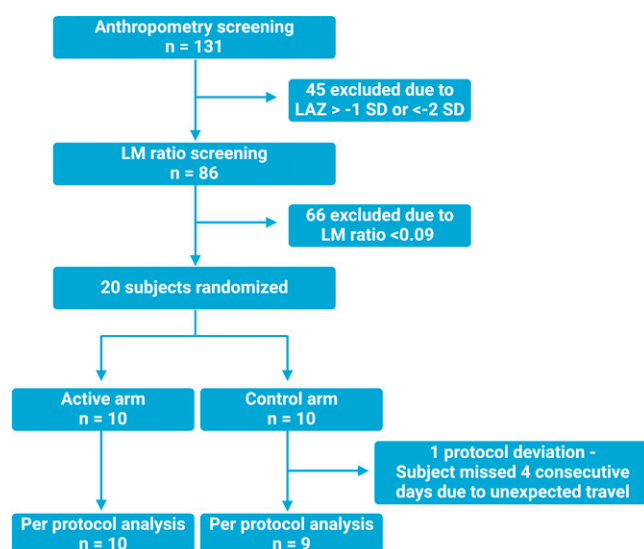 Anthropometry screening
n = 131
45 excluded due to
LAZ > -1 SD or <-2 SD
LM ratio screening
n = 86
66 excluded due to
LM ratio <0.09
20 subjects randomized
Active arm
n = 10
Control arm
n = 10
1 protocol deviation -
Subject missed 4 consecutive
days due to unexpected travel
Per protocol analysis
n = 10
Per protocol analysis
n = 9